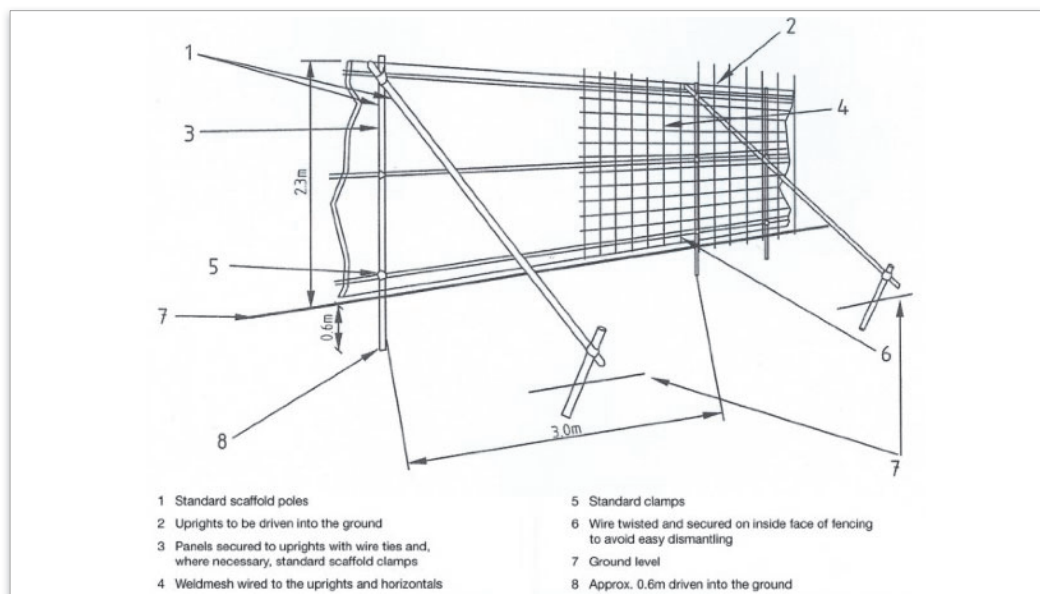 1
2
3
4
2.3m
5
7
0.6m
6
8
3.0m
7
1 Standard scaffold poles
2 Uprights to be driven into the ground
3 Panels secured to uprights with wire ties and,
where necessary, standard scaffold clamps
4 Weldmesh wired to the uprights and horizontals
5 Standard clamps
6 Wire twisted and secured on inside face of fencing
to avoid easy dismantling
7 Ground level
8 Approx. 0.6m driven into the ground